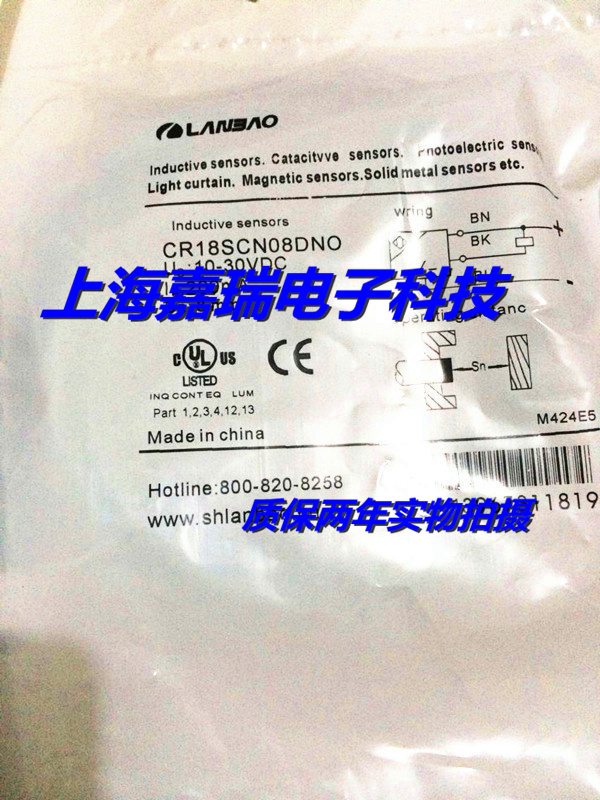 LANBAO
Inductive sensors. Catacitvve sensors. Photoelectric sens
Light curtain. Magnetic sensors.Solid metal sensors etc.
Inductive sensors
CR18SCN08DNO
:10-30VDC
wring
BN
BK
+
上海嘉瑞电子科技
Sn
c UL US
LISTED
CE
INQ CONT EQ LUM
Part 1,2,3,4,12,13
M424E5
Made in china
Hotline:800-820-8258
www.shlan
11819
质保两年实物拍摄